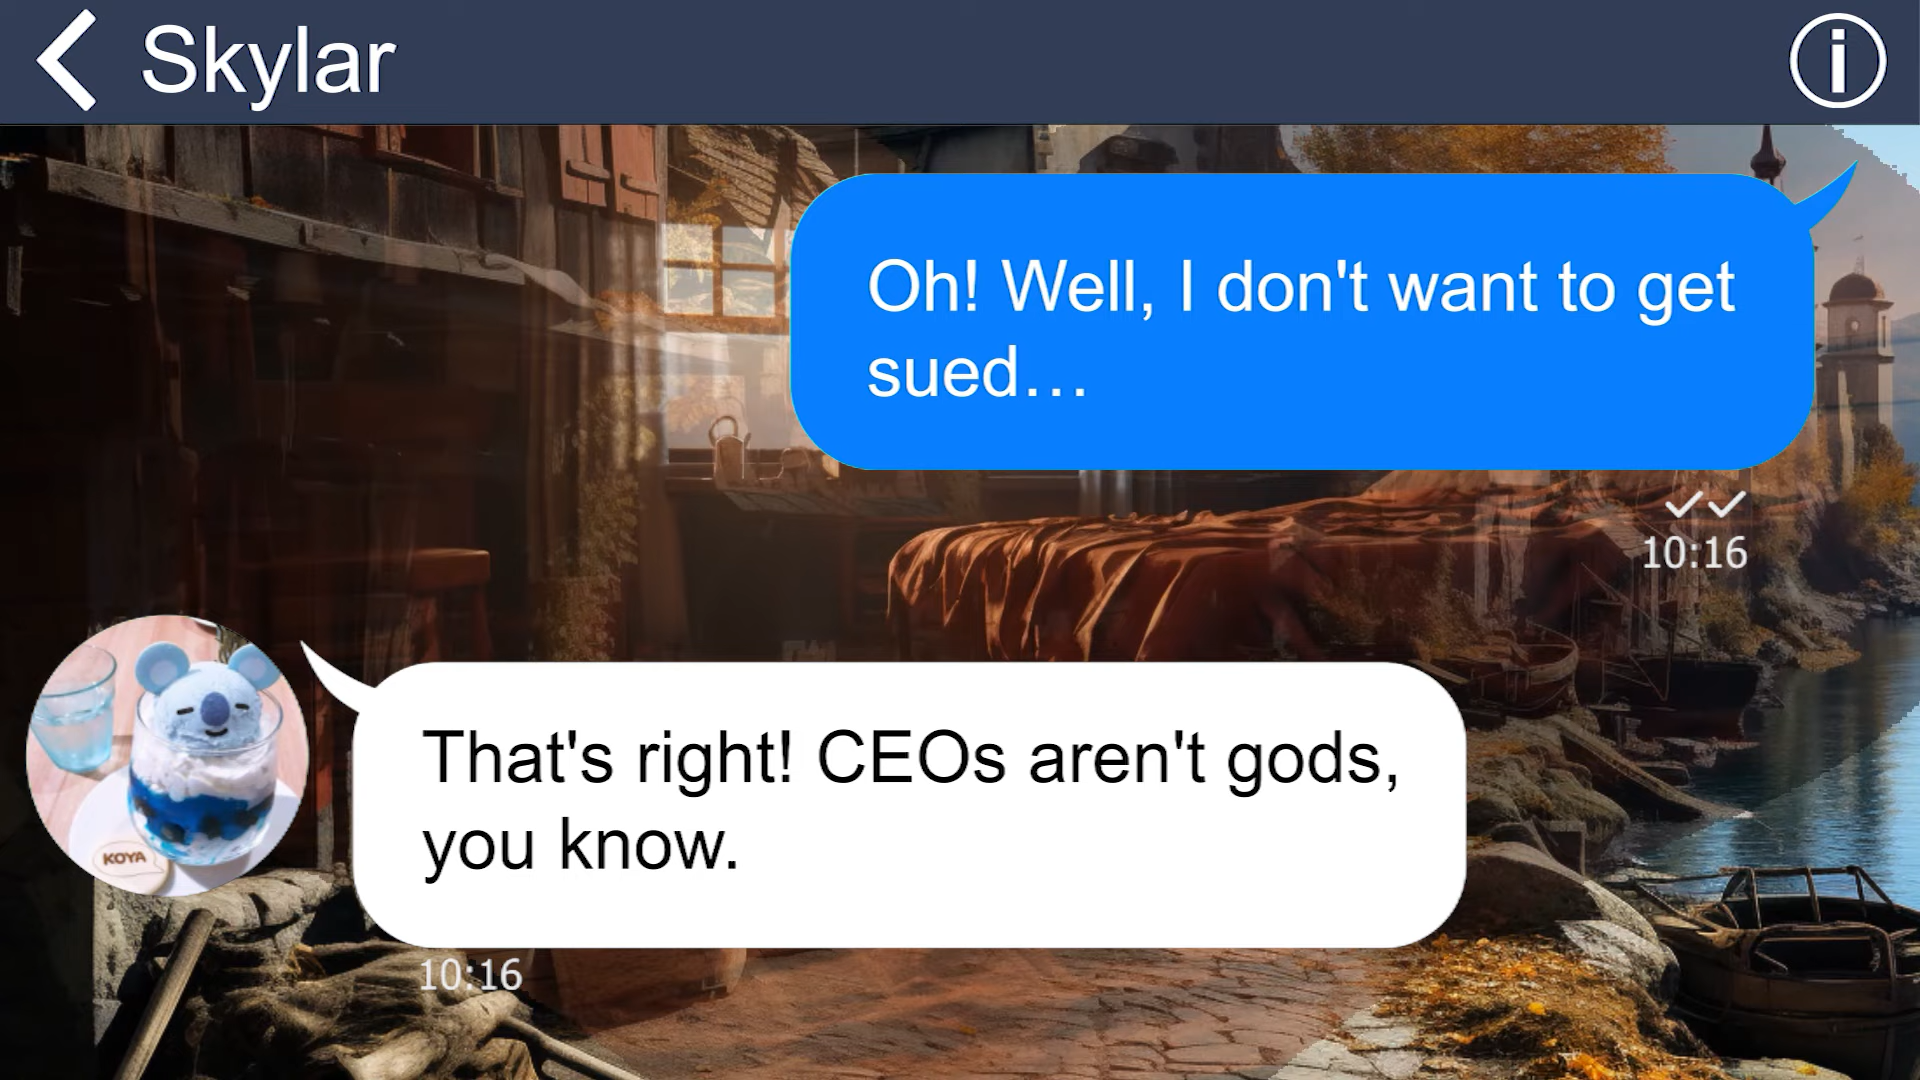 Skylar
Oh! Well, I don't want to get
sued…
10:16
That's right! CEOs aren't gods,
you know.
KOYA
10:16